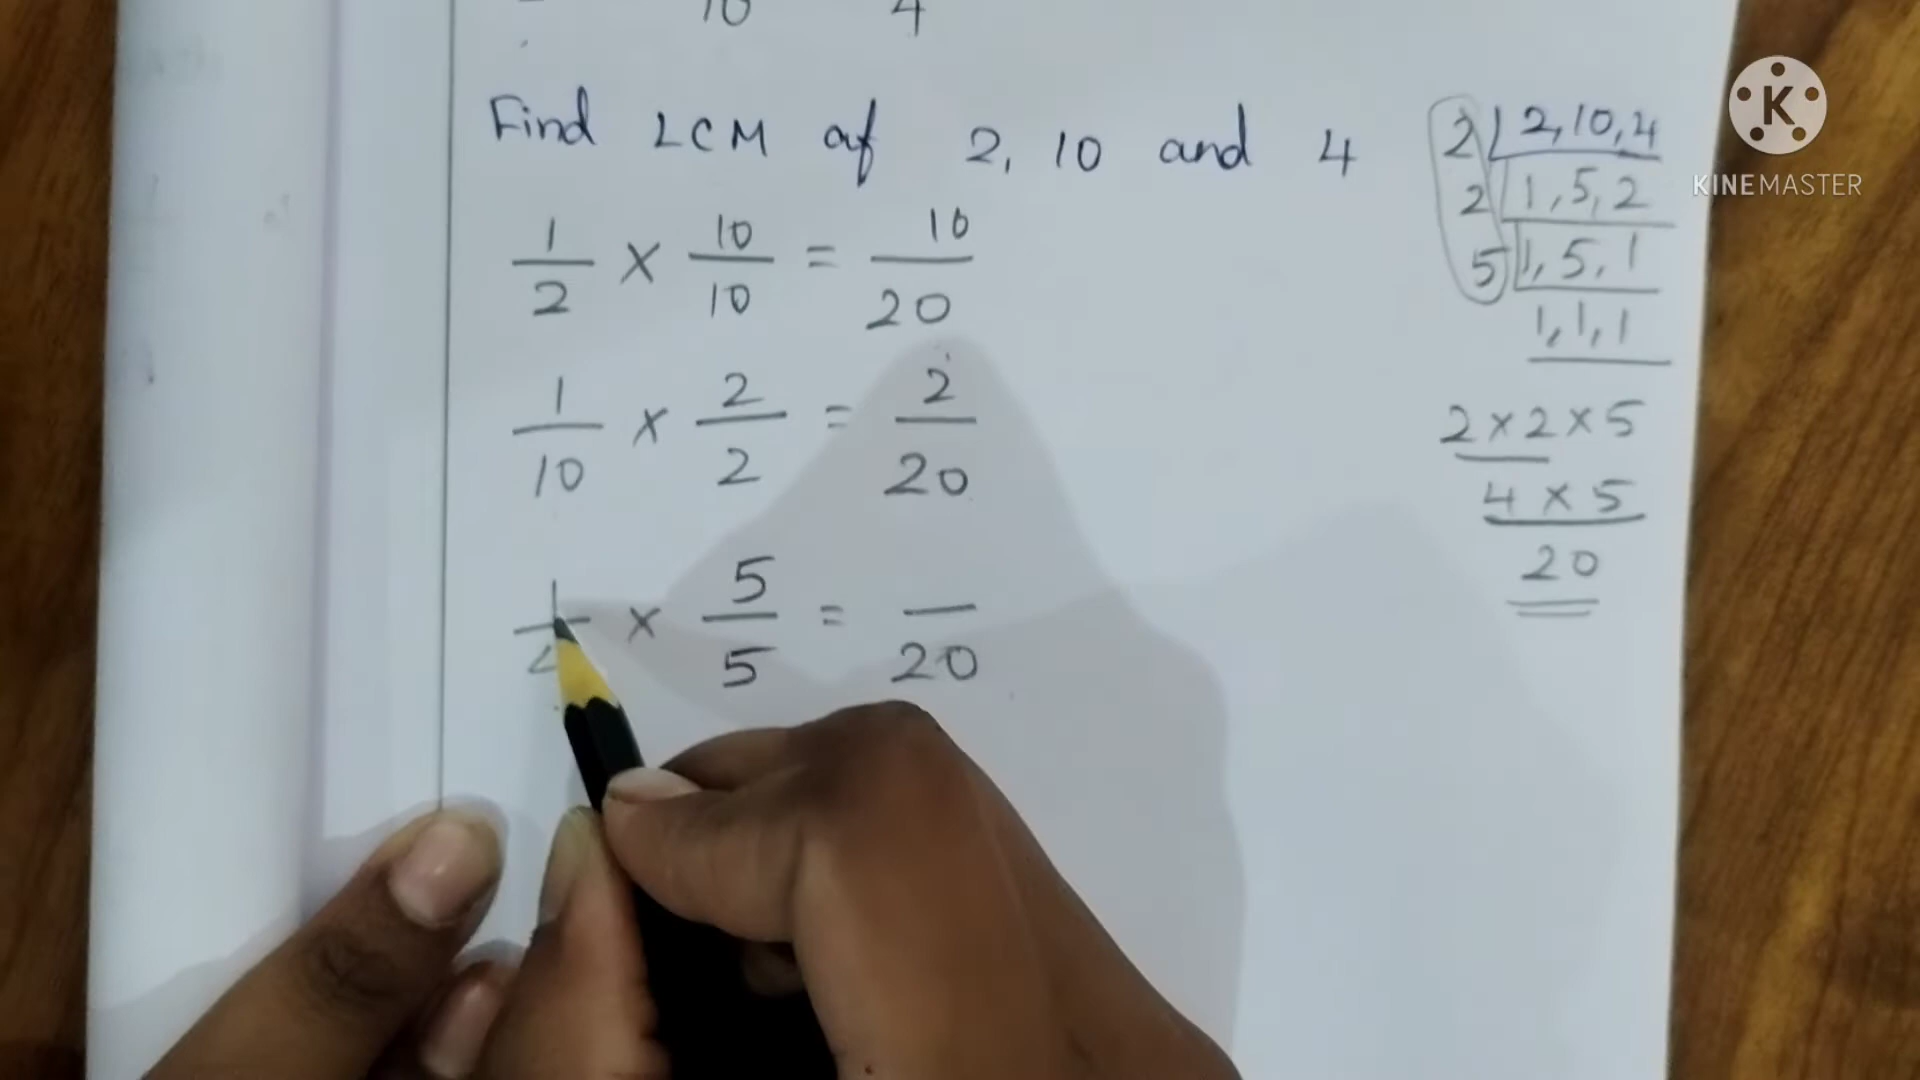 10 4
Find LCM of 2, 10 and 4
1/2 × 10/10 = 10/20
1/10 × 2/2 = 2/20
1/4 × 5/5 = /20
2 | 2, 10, 4
2 | 1, 5, 2
5 | 1, 5, 1
1, 1, 1
2 × 2 × 5
4 × 5
20
KINEMASTER